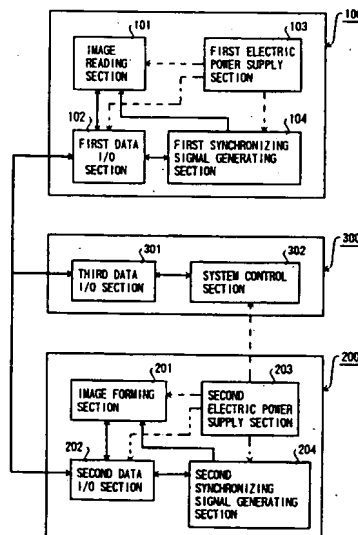 101
103
100
IMAGE
READING
SECTION
FIRST ELECTRIC
POWER SUPPLY
SECTION
102
104
FIRST DATA
I/O SECTION
FIRST SYNCHRONIZING
SIGNAL GENERATING
SECTION
301
302
300
THIRD DATA
I/O SECTION
SYSTEM CONTROL
SECTION
201
203
200
IMAGE FORMING
SECTION
SECOND
ELECTRIC POWER
SUPPLY SECTION
202
204
SECOND DATA
I/O SECTION
SECOND
SYNCHRONIZING
SIGNAL GENERATING
SECTION